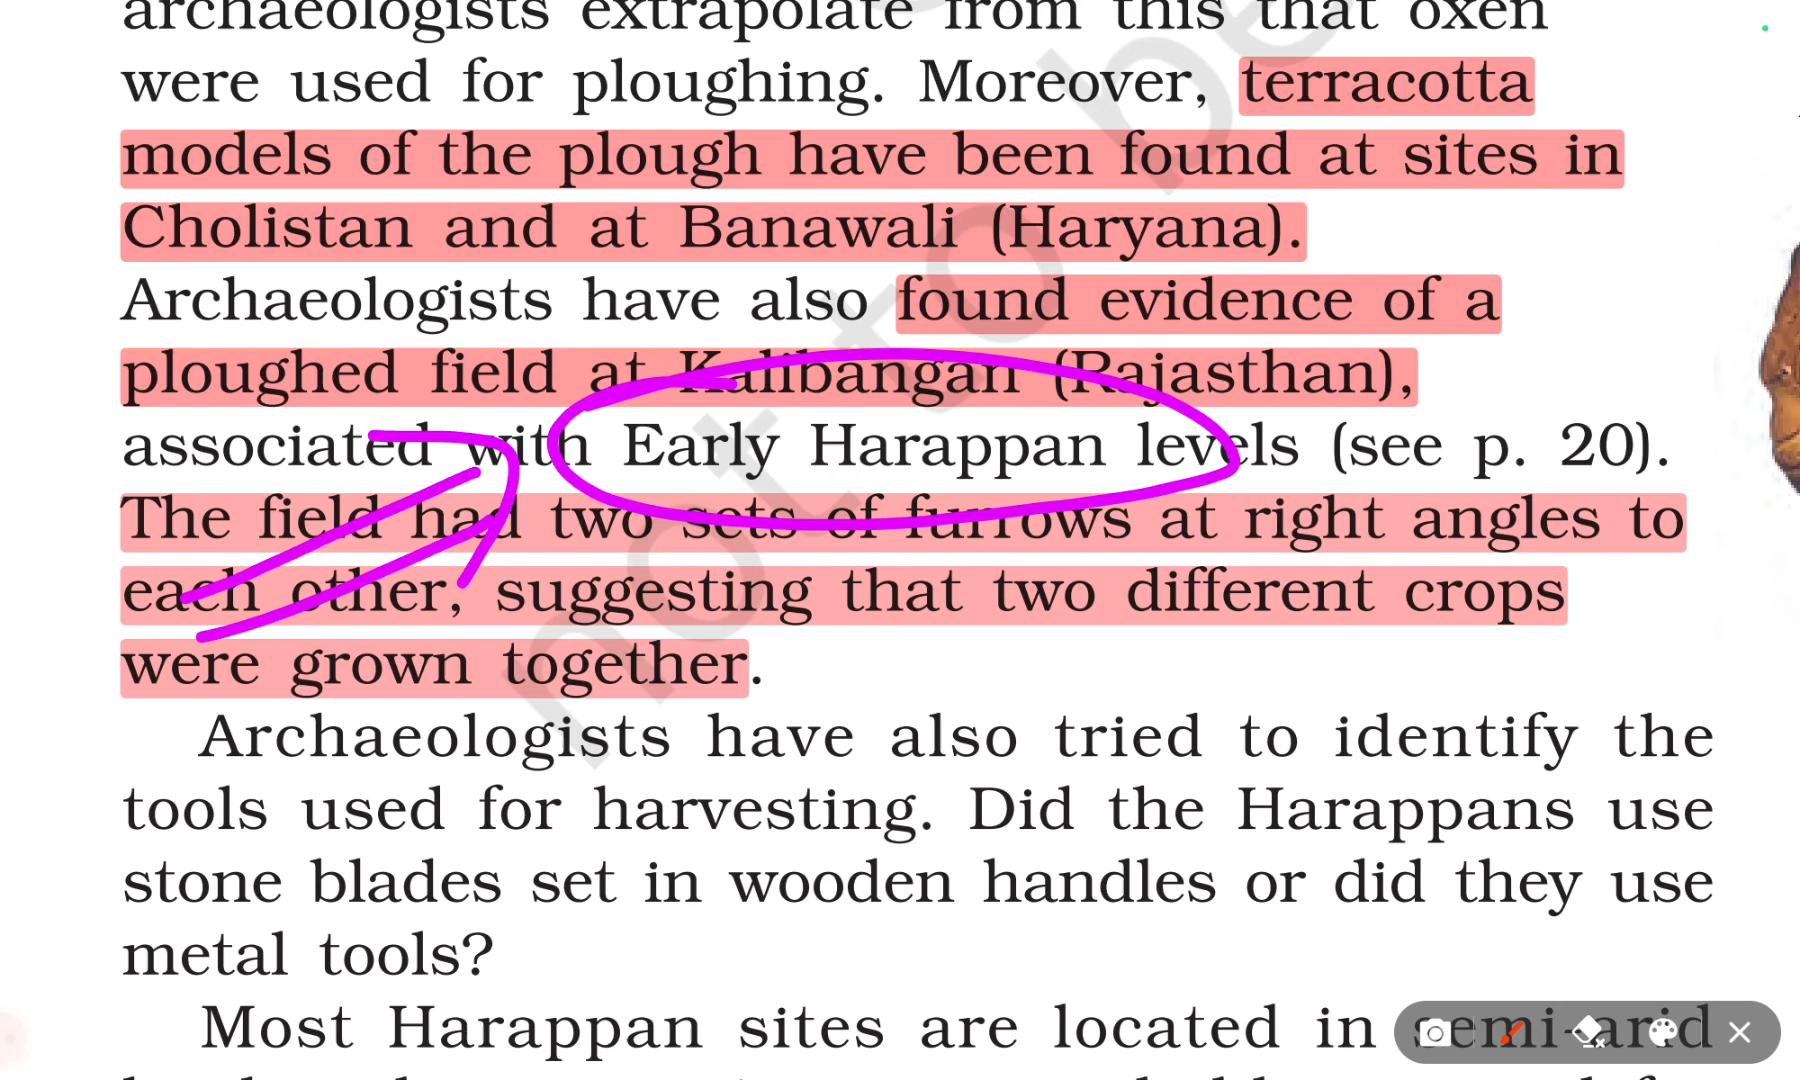 archaeologists extrapolate from this that oxen
were used for ploughing. Moreover, terracotta
models of the plough have been found at sites in
Cholistan and at Banawali (Haryana).
Archaeologists have also found evidence of a
ploughed field at Kalibangan (Rajasthan),
associated with Early Harappan levels (see p. 20).
The field had two sets of furrows at right angles to
each other, suggesting that two different crops
were grown together.
Archaeologists have also tried to identify the
tools used for harvesting. Did the Harappans use
stone blades set in wooden handles or did they use
metal tools?
Most Harappan sites are located in semi-arid
not to be